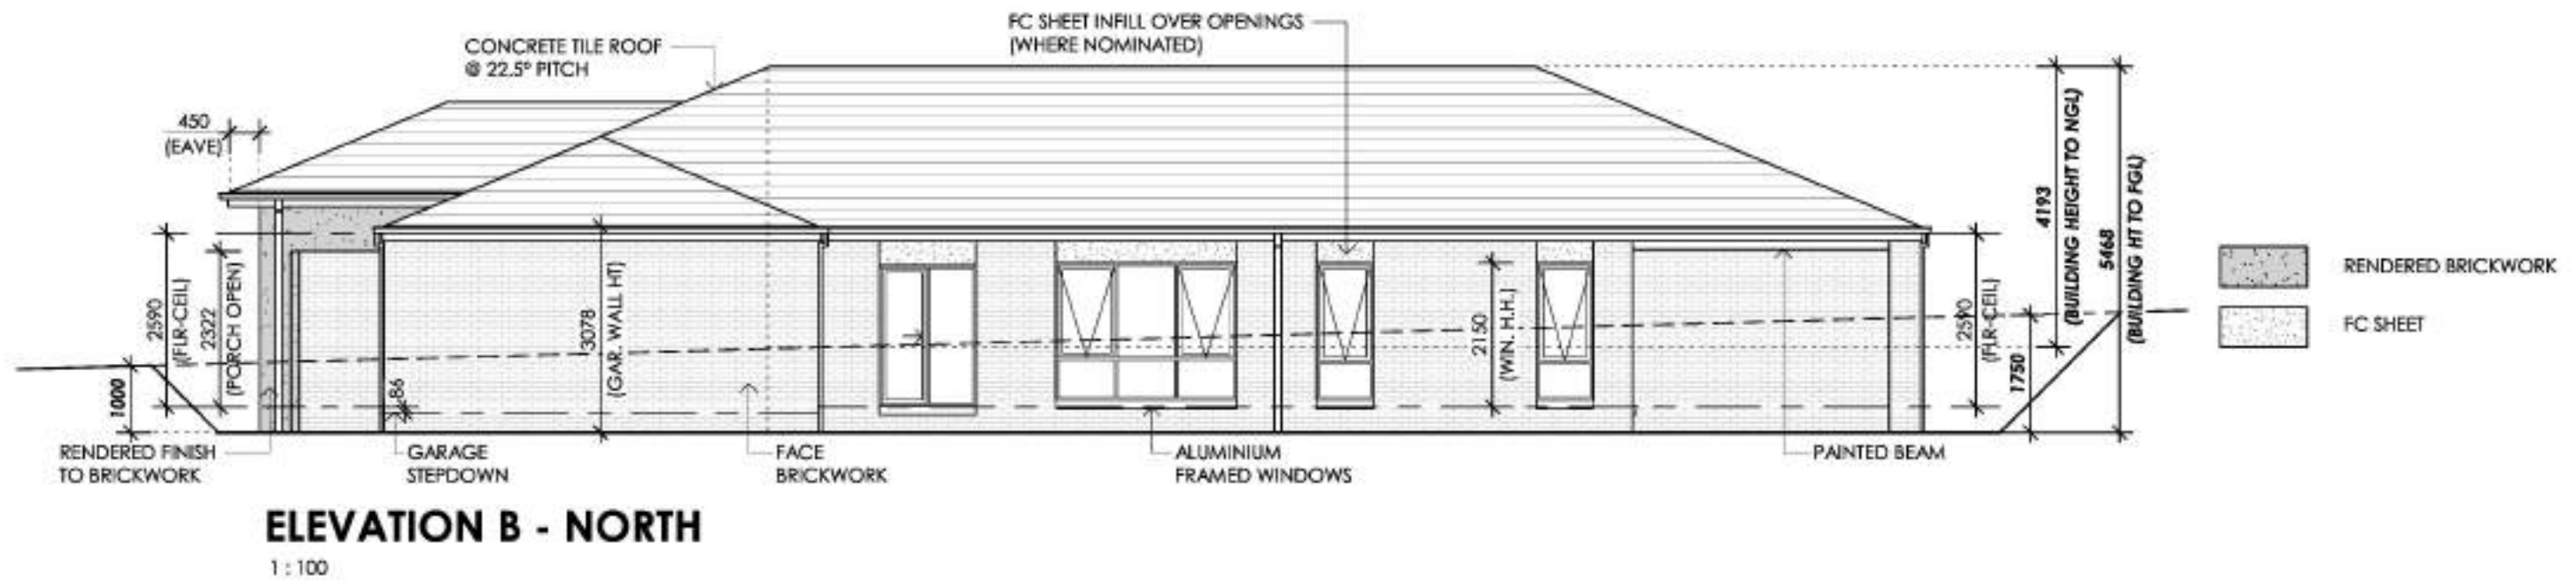 FC SHEET INFILL OVER OPENINGS
(WHERE NOMINATED)
CONCRETE TILE ROOF
@ 22.5° PITCH
450
(EAVE)
2590
(FLR-CEIL)
2322
(PORCH OPEN)
1000
86
3078
(GAR. WALL HT)
2150
(WIN. H.H.)
2590
(FLR-CEIL)
1750
4193
(BUILDING HEIGHT TO NGL)
5468
(BUILDING HT TO FGL)
RENDERED BRICKWORK
FC SHEET
RENDERED FINISH
TO BRICKWORK
GARAGE
STEPDOWN
FACE
BRICKWORK
ALUMINIUM
FRAMED WINDOWS
PAINTED BEAM
ELEVATION B - NORTH
1 : 100